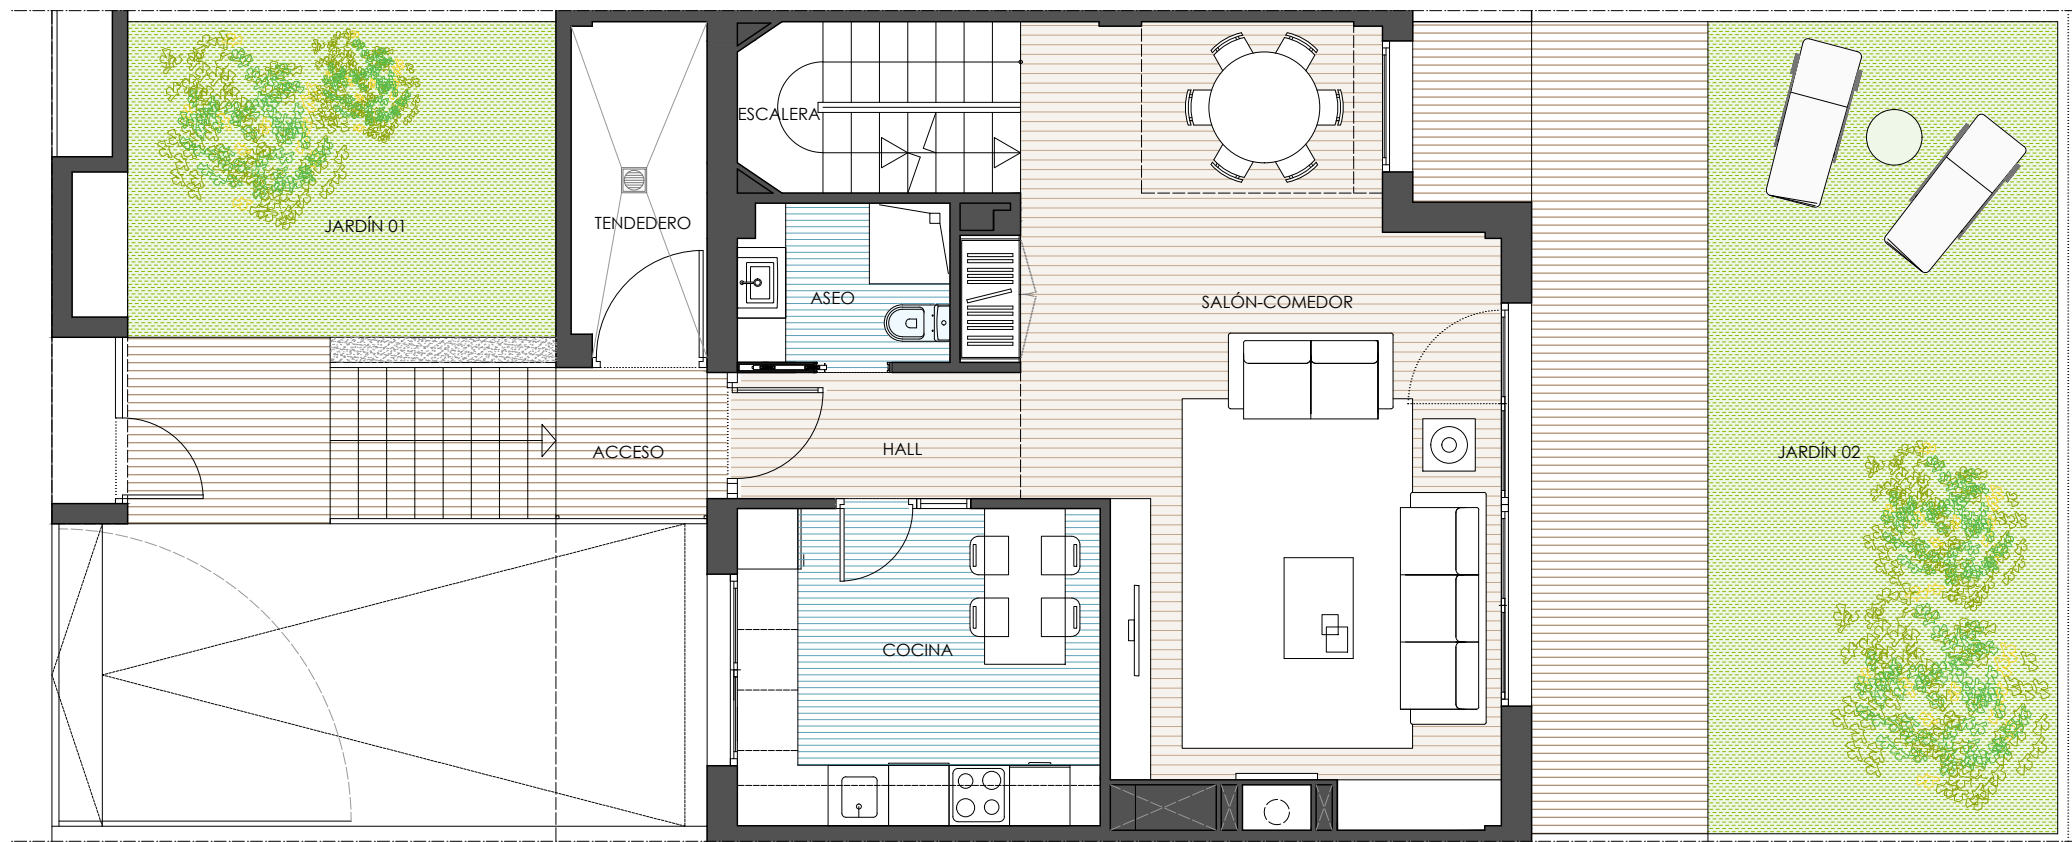 ESCALERA
JARDÍN 01
TENDEDERO
ASEO
SALÓN-COMEDOR
ACCESO
HALL
JARDÍN 02
COCINA